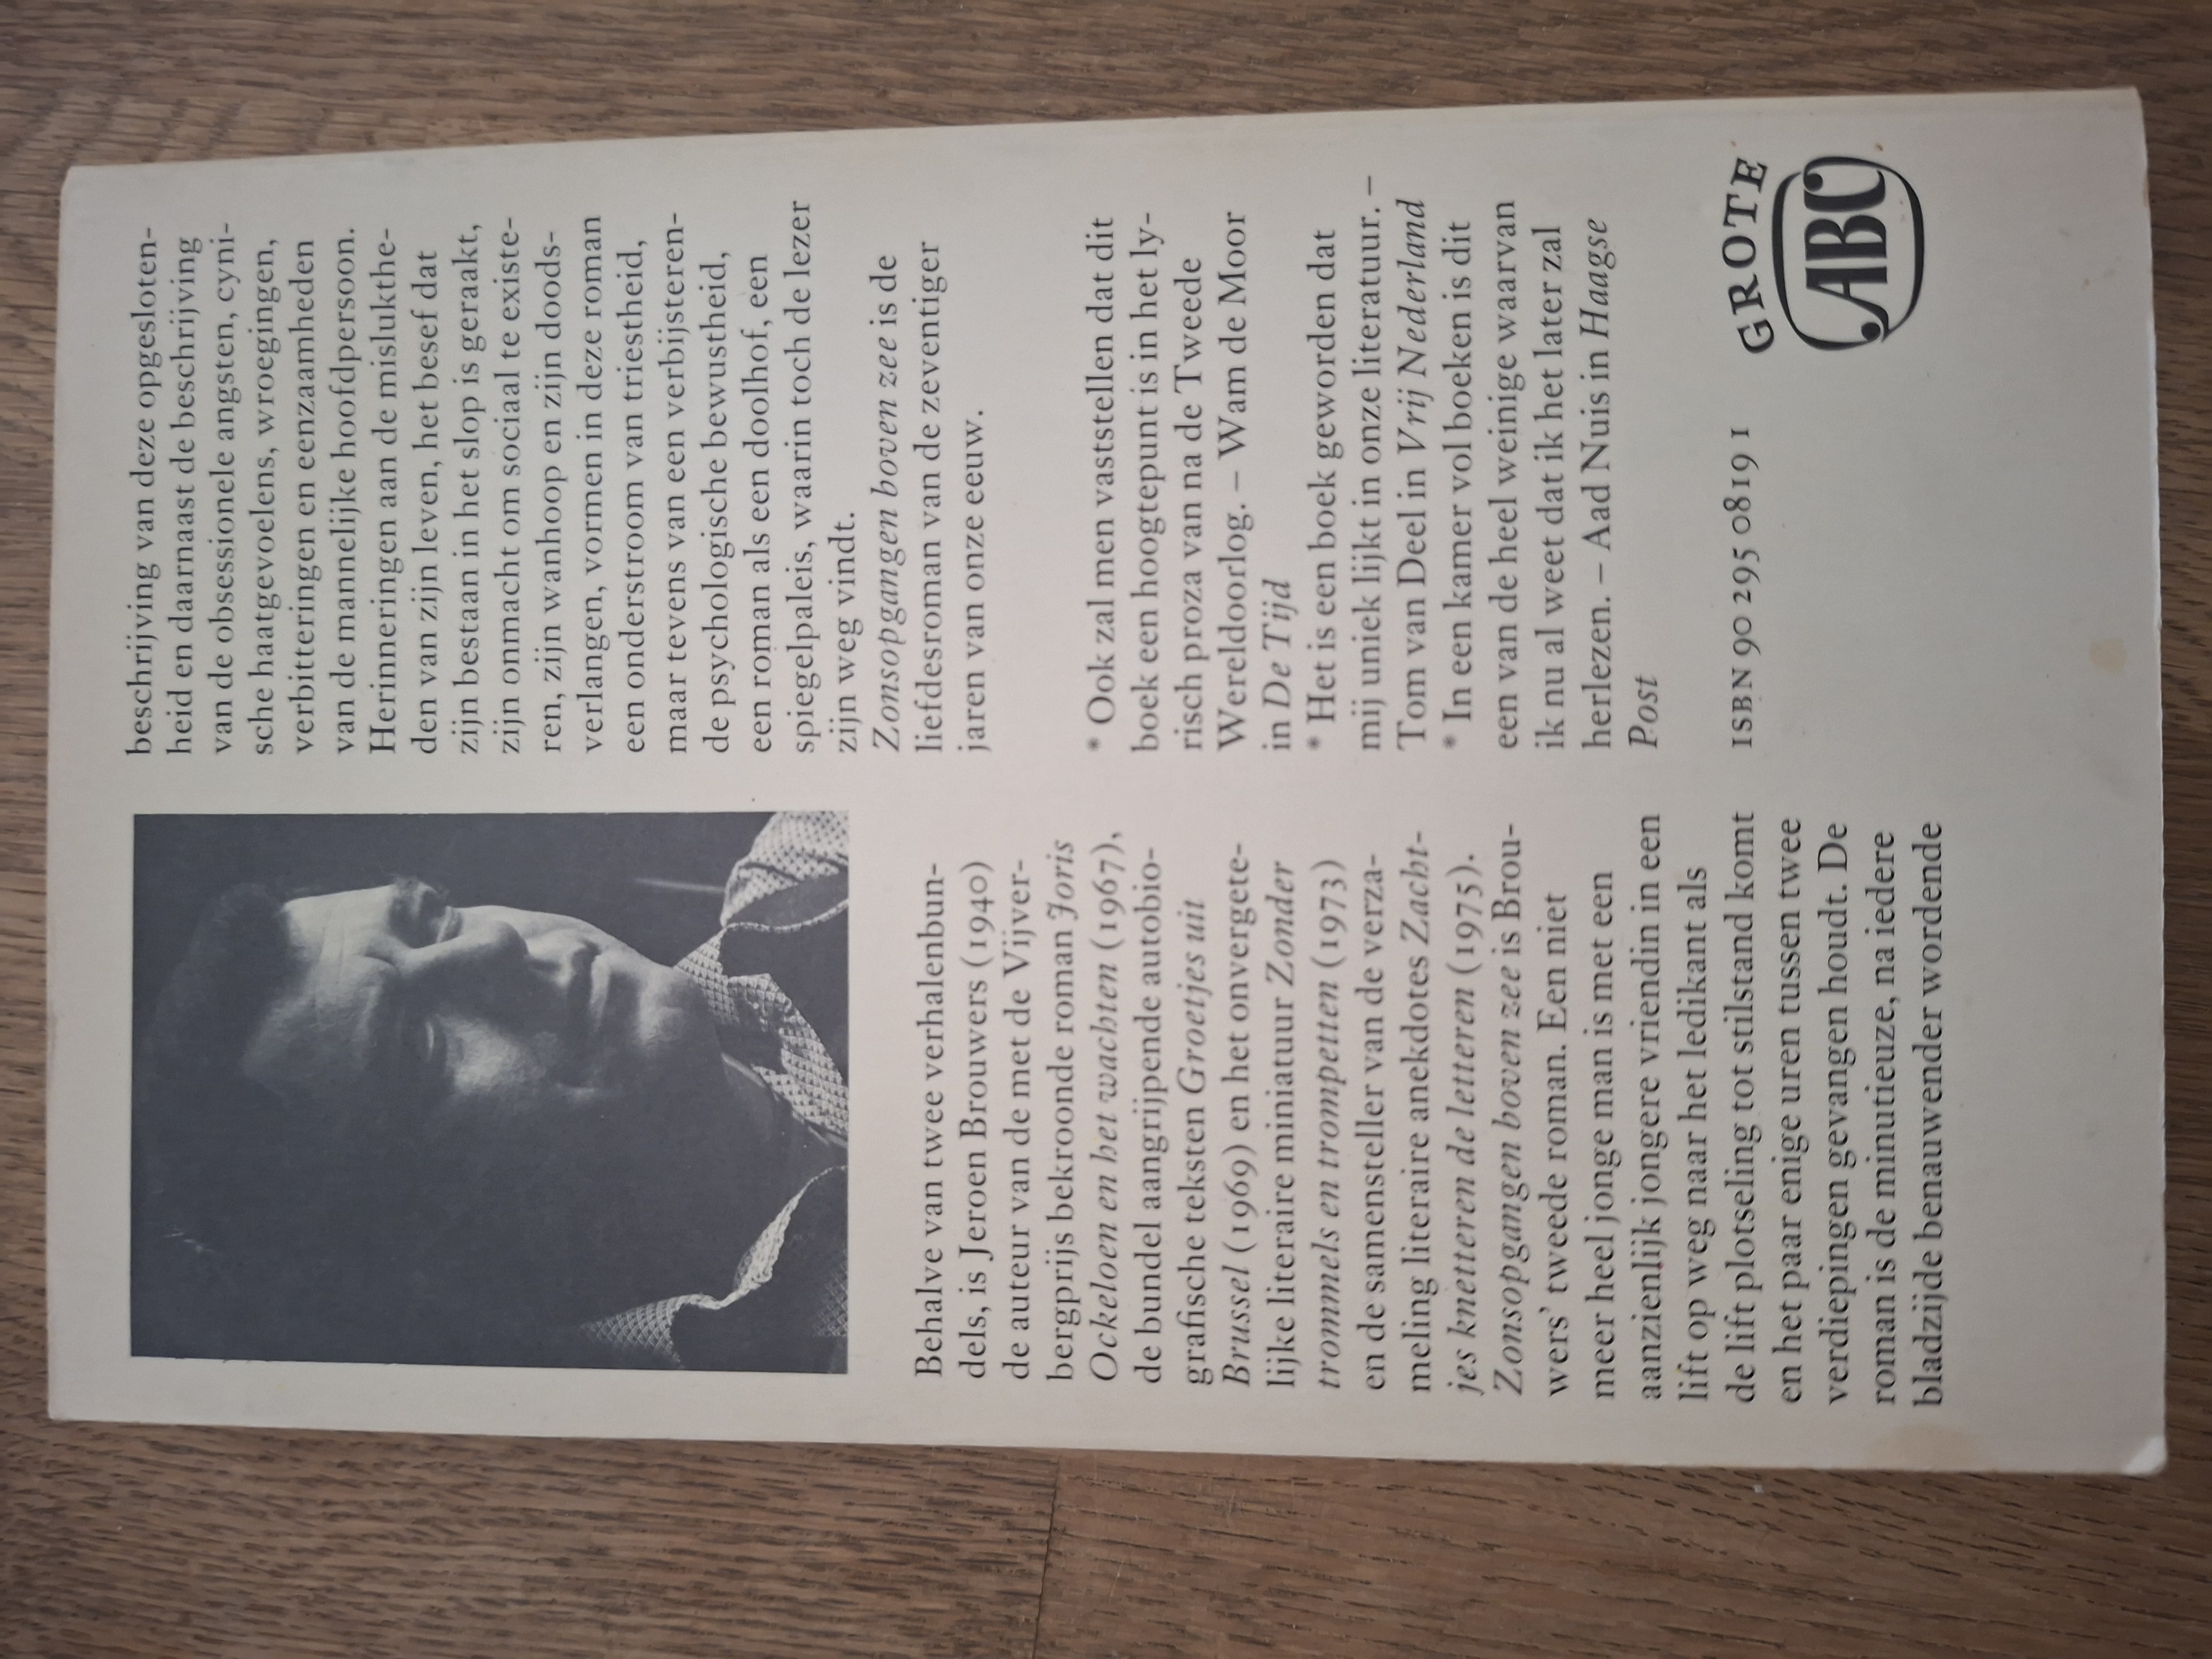 Behalve van twee verhalenbun-
dels, is Jeroen Brouwers (1940)
de auteur van de met de Vijver-
bergprijs bekroonde roman Joris
Ockeloen en het wachten (1967),
de bundel aangrijpende autobio-
grafische teksten Groetjes uit
Brussel (1969) en het onvergete-
lijke literaire miniatuur Zonder
trommels en trompetten (1973)
en de samensteller van de verza-
meling literaire anekdotes Zacht-
jes knetteren de letteren (1975).
Zonsopgangen boven zee is Brou-
wers' tweede roman. Een niet
meer heel jonge man is met een
aanzienlijk jongere vriendin in een
lift op weg naar het ledikant als
de lift plotseling tot stilstand komt
en het paar enige uren tussen twee
verdiepingen gevangen houdt. De
roman is de minutieuze, na iedere
bladzijde benauwender wordende
beschrijving van deze opgesloten-
heid en daarnaast de beschrijving
van de obsessionele angsten, cyni-
sche haatgevoelens, wroegingen,
verbitteringen en eenzaamheden
van de mannelijke hoofdpersoon.
Herinneringen aan de mislukthe-
den van zijn leven, het besef dat
zijn bestaan in het slop is geraakt,
zijn onmacht om sociaal te existe-
ren, zijn wanhoop en zijn doods-
verlangen, vormen in deze roman
een onderstroom van triestheid,
maar tevens van een verbijsteren-
de psychologische bewustheid,
een roman als een doolhof, een
spiegelpaleis, waarin toch de lezer
zijn weg vindt.
Zonsopgangen boven zee is de
liefdesroman van de zeventiger
jaren van onze eeuw.
* Ook zal men vaststellen dat dit
boek een hoogtepunt is in het ly-
risch proza van na de Tweede
Wereldoorlog. – Wam de Moor
in De Tijd
* Het is een boek geworden dat
mij uniek lijkt in onze literatuur. –
Tom van Deel in Vrij Nederland
* In een kamer vol boeken is dit
een van de heel weinige waarvan
ik nu al weet dat ik het later zal
herlezen. – Aad Nuis in Haagse
Post
ISBN 90 295 0819 1
GROTE
ABC